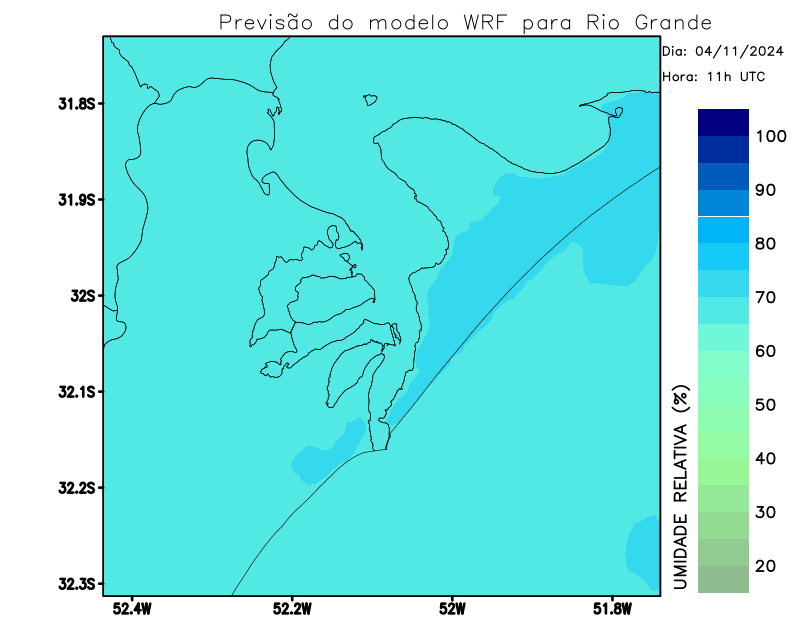 Previsão do modelo WRF para Rio Grande
Dia: 04/11/2024
Hora: 11h UTC
31.8S
31.9S
32S
32.1S
32.2S
32.3S
52.4W
52.2W
52W
51.8W
100
90
80
70
60
50
40
30
20
UMIDADE RELATIVA (%)